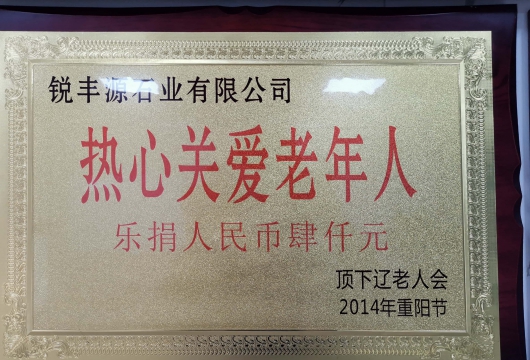 锐丰源石业有限公司
热心关爱老年人
乐捐人民币肆仟元
顶下辽老人会
2014年重阳节